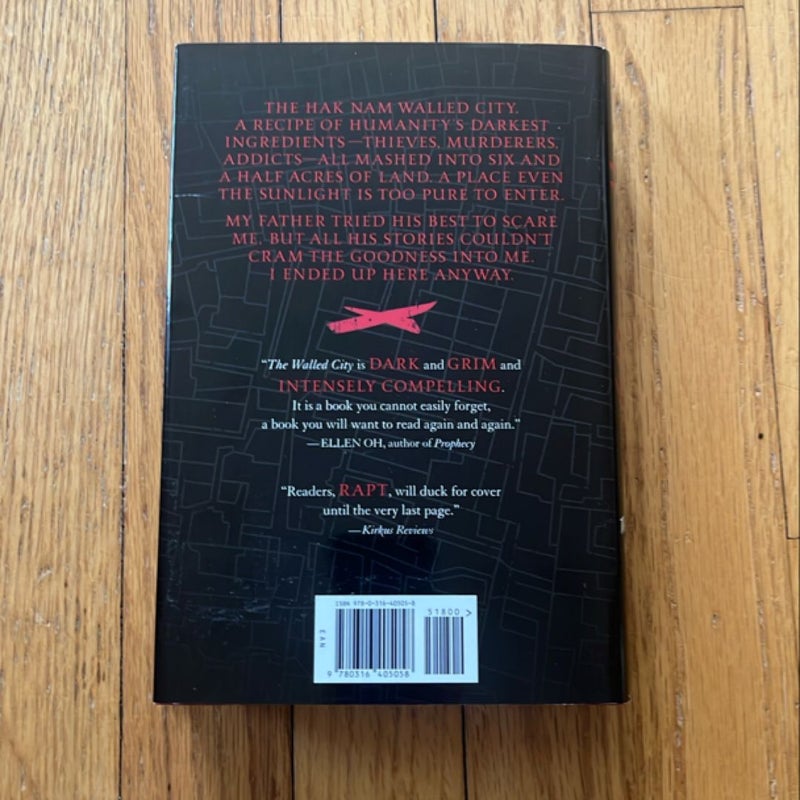 THE HAK NAM WALLED CITY.
A RECIPE OF HUMANITY'S DARKEST
INGREDIENTS—THIEVES, MURDERERS,
ADDICTS—ALL MASHED INTO SIX AND
A HALF ACRES OF LAND. A PLACE EVEN
THE SUNLIGHT IS TOO PURE TO ENTER.
MY FATHER TRIED HIS BEST TO SCARE
ME, BUT ALL HIS STORIES COULDN'T
CRAM THE GOODNESS INTO ME.
I ENDED UP HERE ANYWAY.
“The Walled City is DARK and GRIM and
INTENSELY COMPELLING.
It is a book you cannot easily forget,
a book you will want to read again and again.”
—ELLEN OH, author of Prophecy
“Readers, RAPT, will duck for cover
until the very last page.”
—Kirkus Reviews
ISBN 978-0-316-40505-8
51800 >
EAN
9 780316 405058